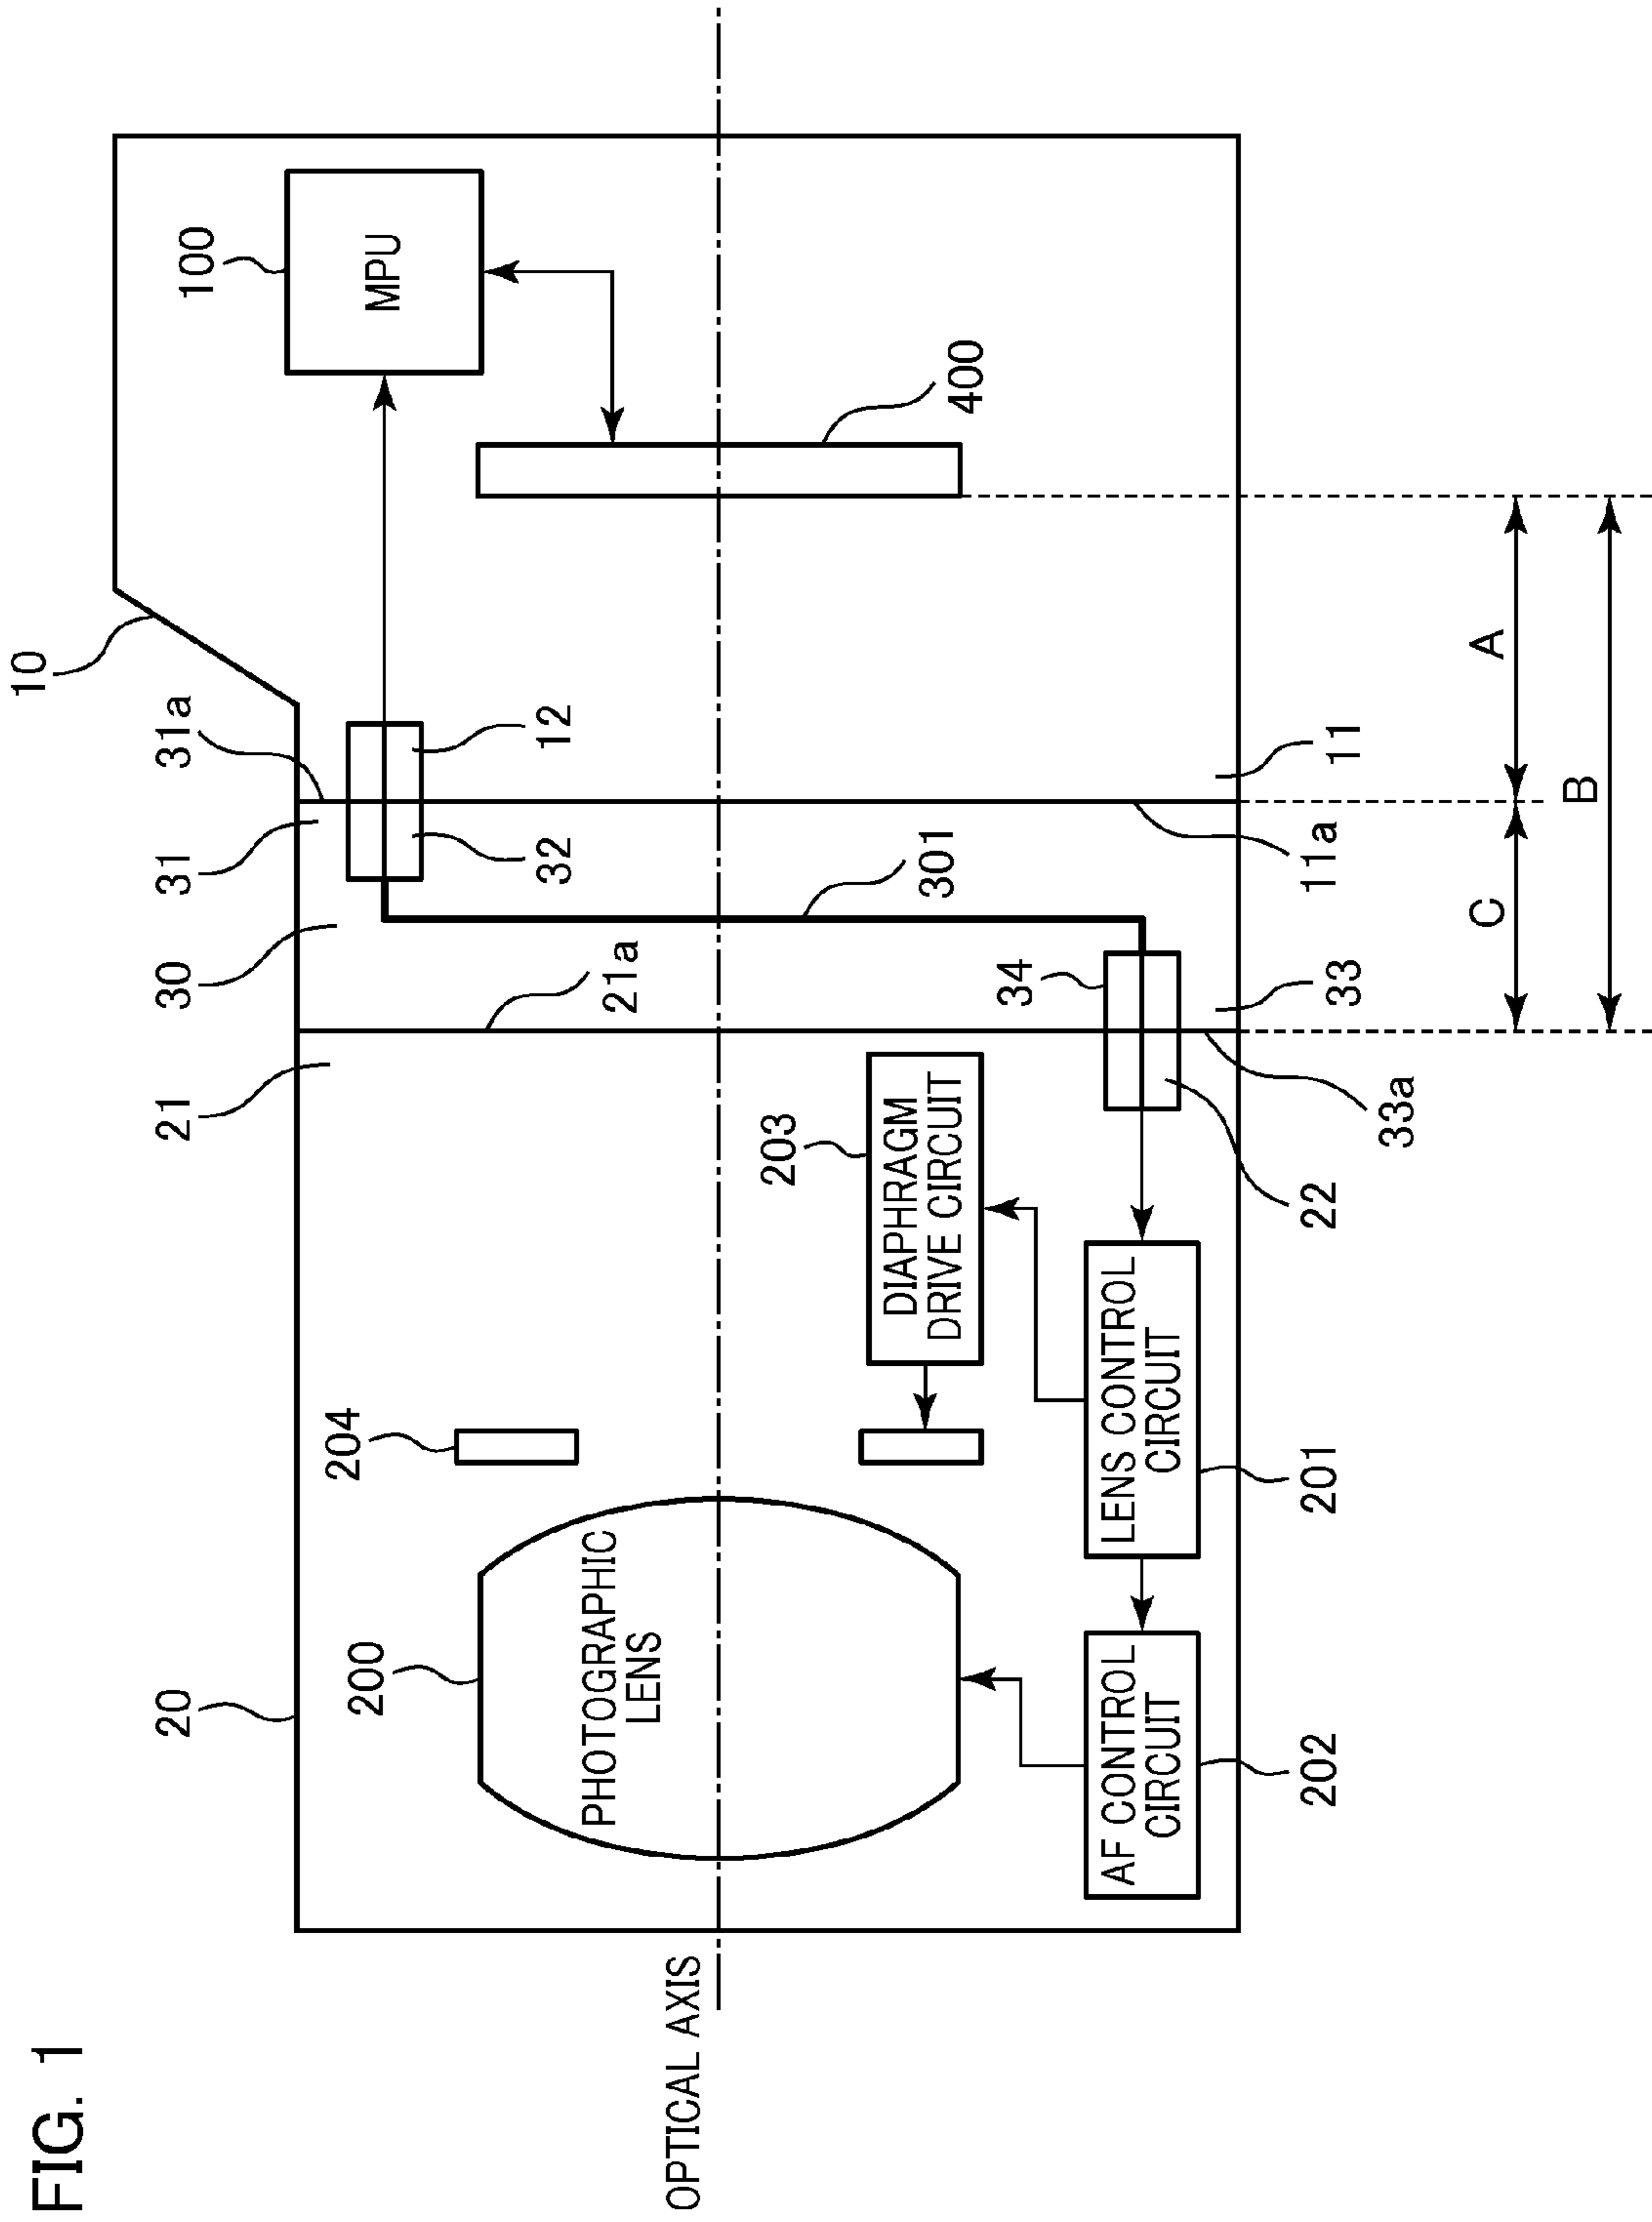 FIG. 1
10
100
MPU
400
31a
31
12
32
30
301
21a
21
34
11
11a
33
33a
22
A
B
C
203
DIAPHRAGM
DRIVE CIRCUIT
204
20
200
PHOTOGRAPHIC
LENS
LENS CONTROL
CIRCUIT
201
AF CONTROL
CIRCUIT
202
OPTICAL AXIS